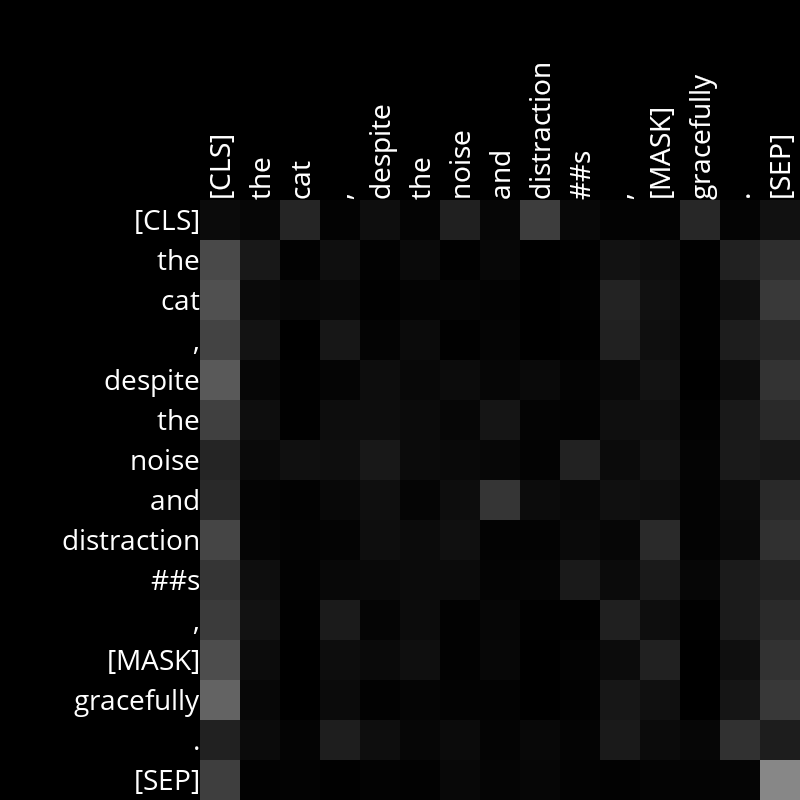 [CLS] the cat , despite the noise and distraction ##s , [MASK] gracefully . [SEP]
[CLS]
the
cat
,
despite
the
noise
and
distraction
##s
,
[MASK]
gracefully
.
[SEP]